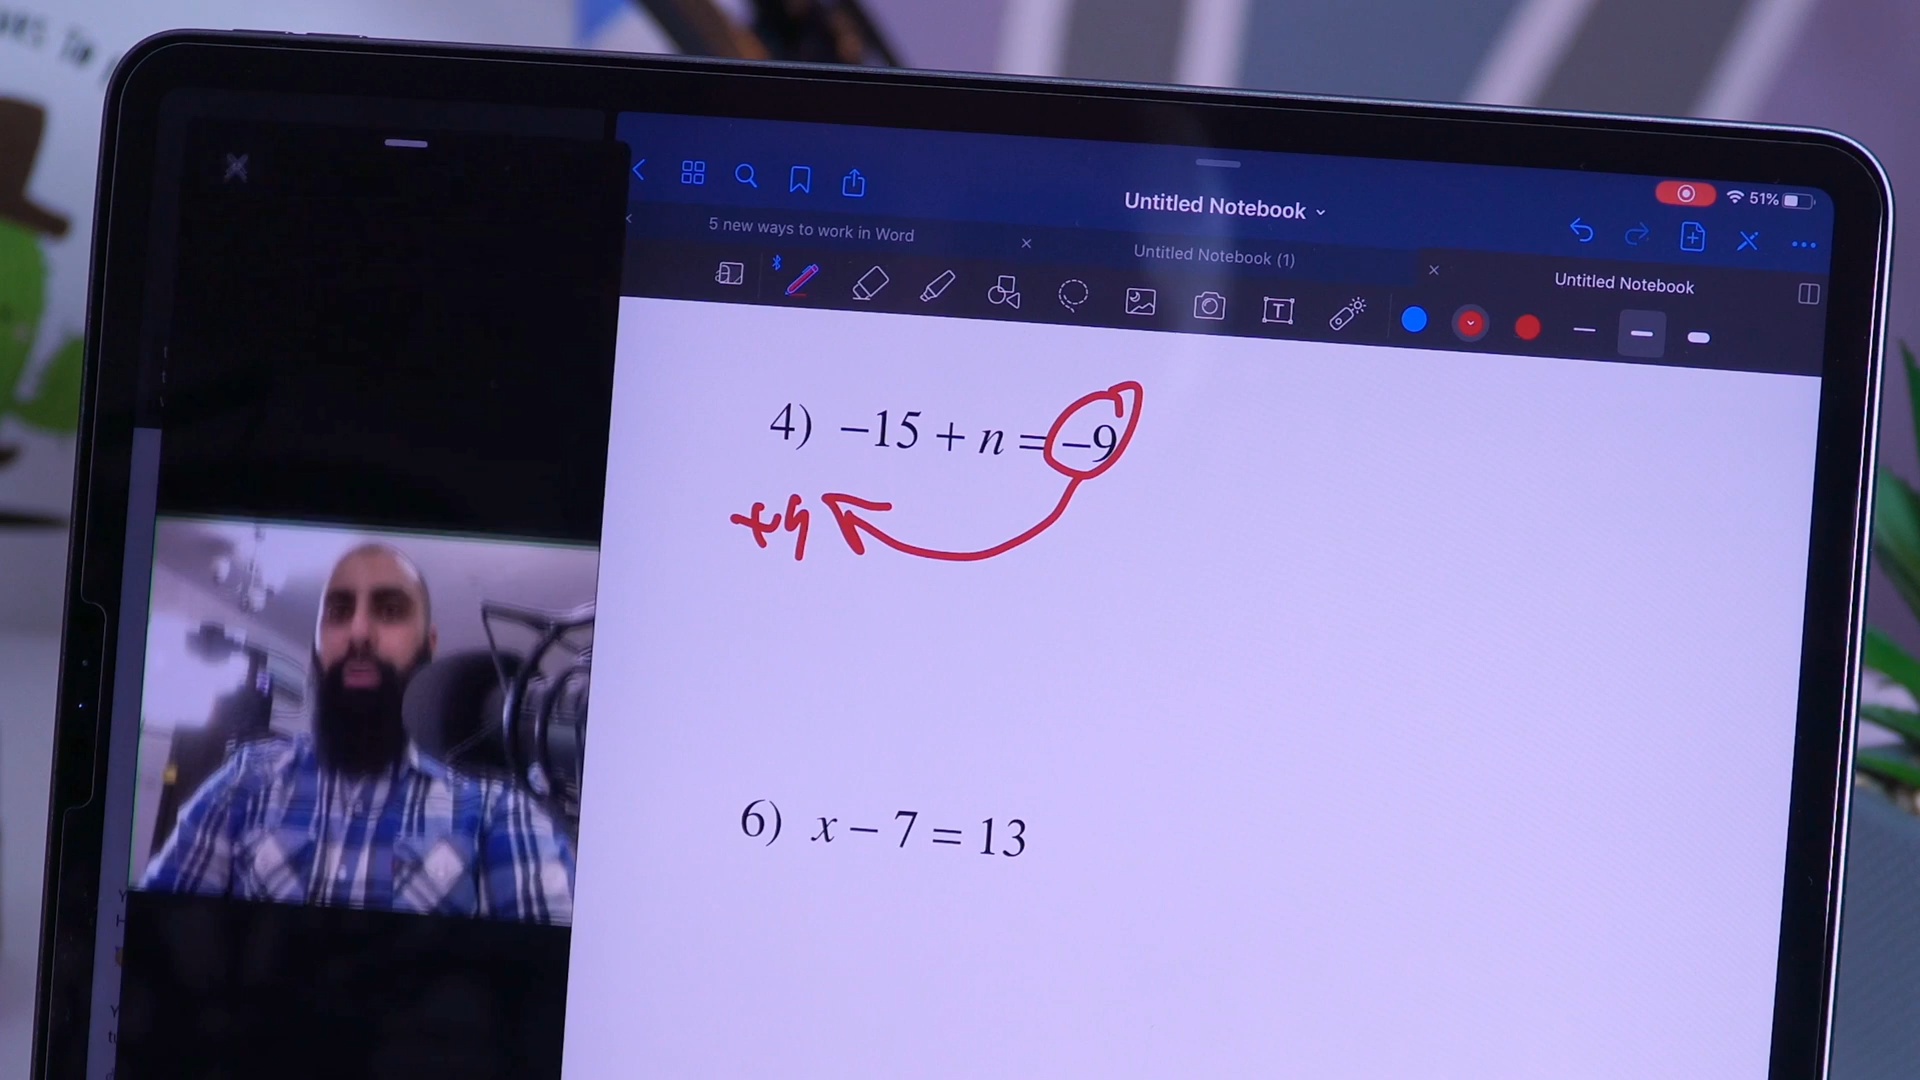 Untitled Notebook
51%
5 new ways to work in Word
Untitled Notebook (1)
Untitled Notebook
T
4) −15 + n = −9
+9
6) x − 7 = 13